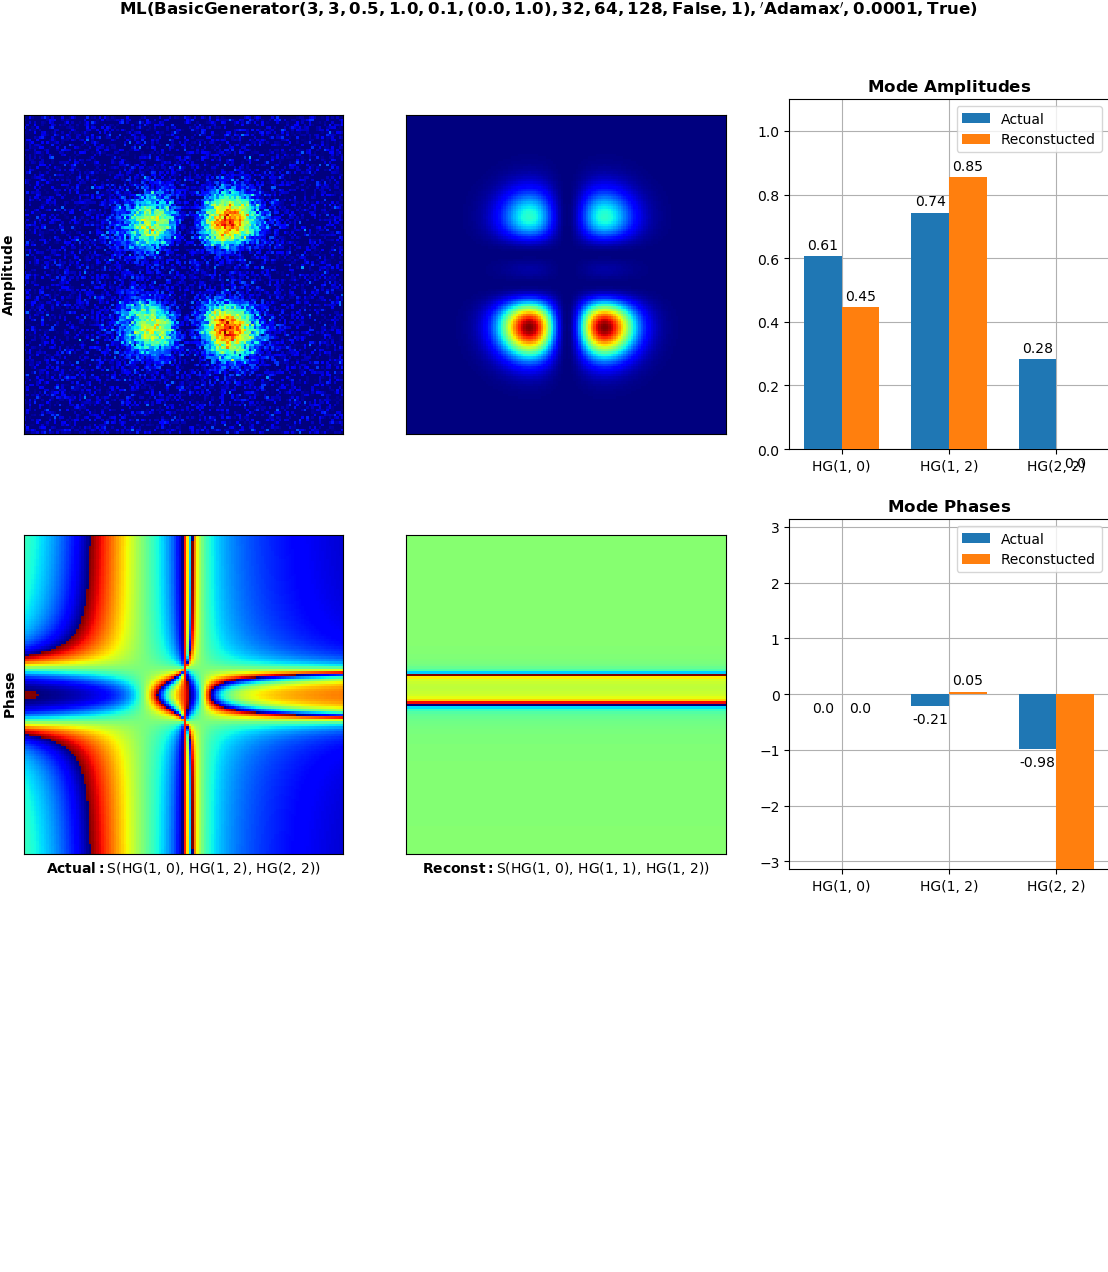 ML(BasicGenerator(3, 3, 0.5, 1.0, 0.1, (0.0, 1.0), 32, 64, 128, False, 1), ′Adamax′, 0.0001, True)
Amplitude
Mode Amplitudes
Actual
Reconstucted
1.0
0.8
0.6
0.4
0.2
0.0
0.61
0.45
0.74
0.85
0.28
0.0
HG(1, 0)
HG(1, 2)
HG(2, 2)
Phase
Actual: S(HG(1, 0), HG(1, 2), HG(2, 2))
Reconst: S(HG(1, 0), HG(1, 1), HG(1, 2))
Mode Phases
Actual
Reconstucted
3
2
1
0
−1
−2
−3
0.0
0.0
-0.21
0.05
-0.98
HG(1, 0)
HG(1, 2)
HG(2, 2)